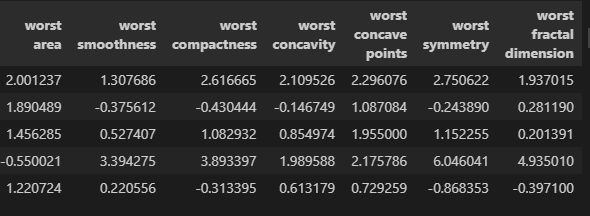 worst area worst smoothness worst compactness worst concavity worst concave points worst symmetry worst fractal dimension
2.001237 1.307686 2.616665 2.109526 2.296076 2.750622 1.937015
1.890489 -0.375612 -0.430444 -0.146749 1.087084 -0.243890 0.281190
1.456285 0.527407 1.082932 0.854974 1.955000 1.152255 0.201391
-0.550021 3.394275 3.893397 1.989588 2.175786 6.046041 4.935010
1.220724 0.220556 -0.313395 0.613179 0.729259 -0.868353 -0.397100